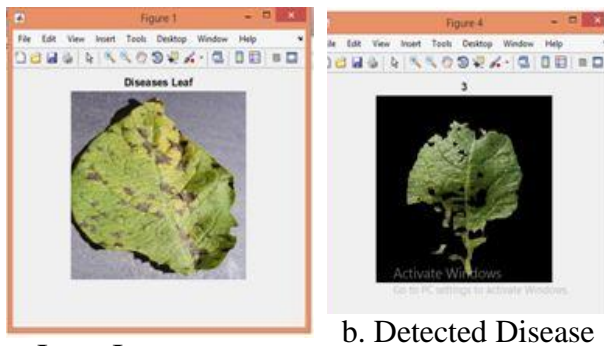 Figure 1
File Edit View Insert Tools Desktop Window Help
Diseases Leaf
Figure 4
File Edit View Insert Tools Desktop Window Help
3
Activate Windows
Go to PC settings to activate Windows.
b. Detected Disease